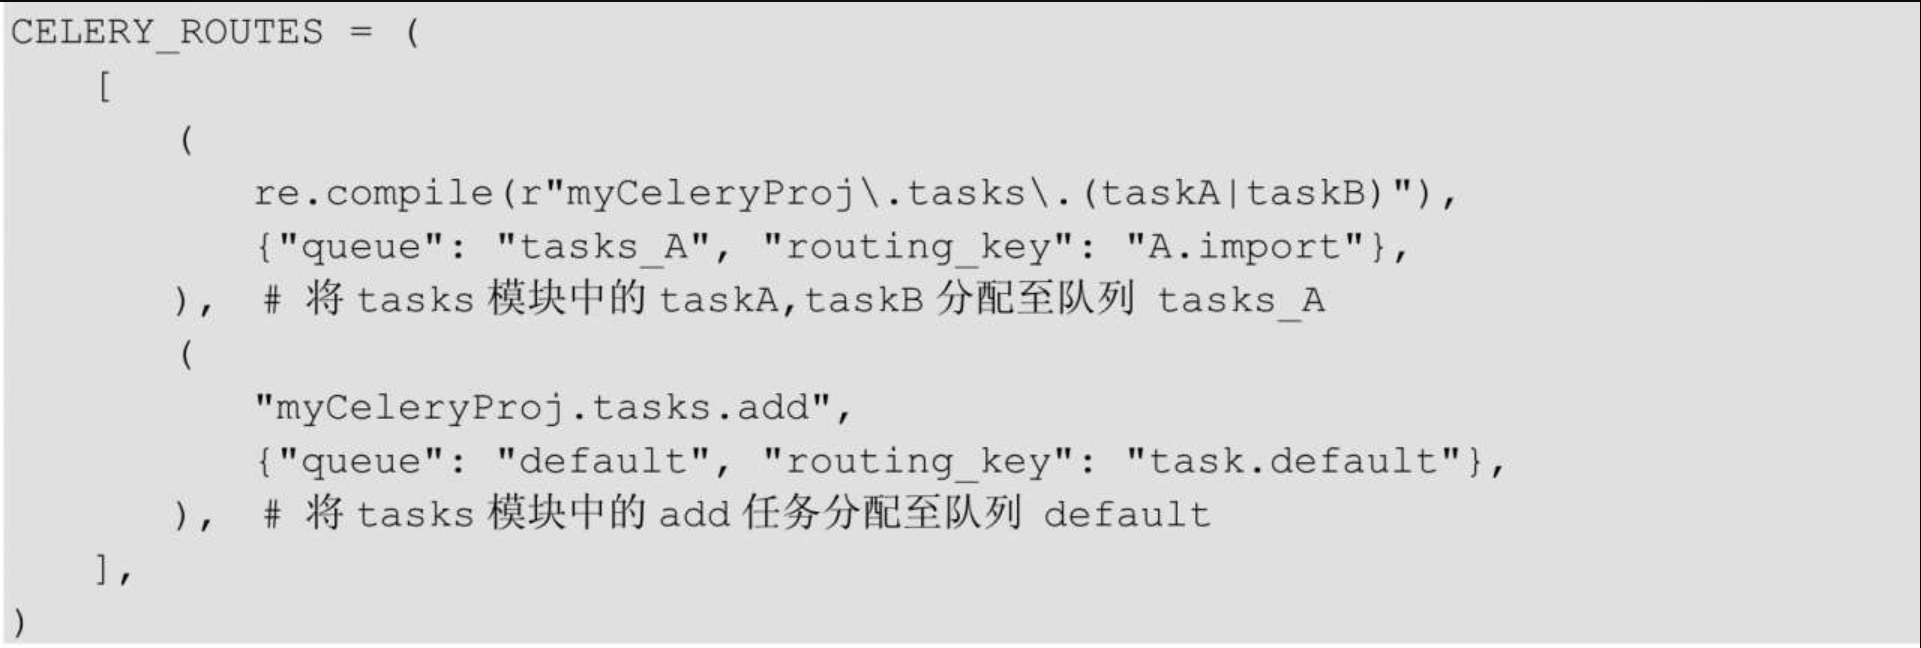 CELERY_ROUTES = (
    [
        (
            re.compile(r"myCeleryProj\.tasks\.(taskA|taskB)"),
            {"queue": "tasks_A", "routing_key": "A.import"},
        ),  # 将 tasks 模块中的 taskA,taskB 分配至队列 tasks_A
        (
            "myCeleryProj.tasks.add",
            {"queue": "default", "routing_key": "task.default"},
        ),  # 将 tasks 模块中的 add 任务分配至队列 default
    ],
)